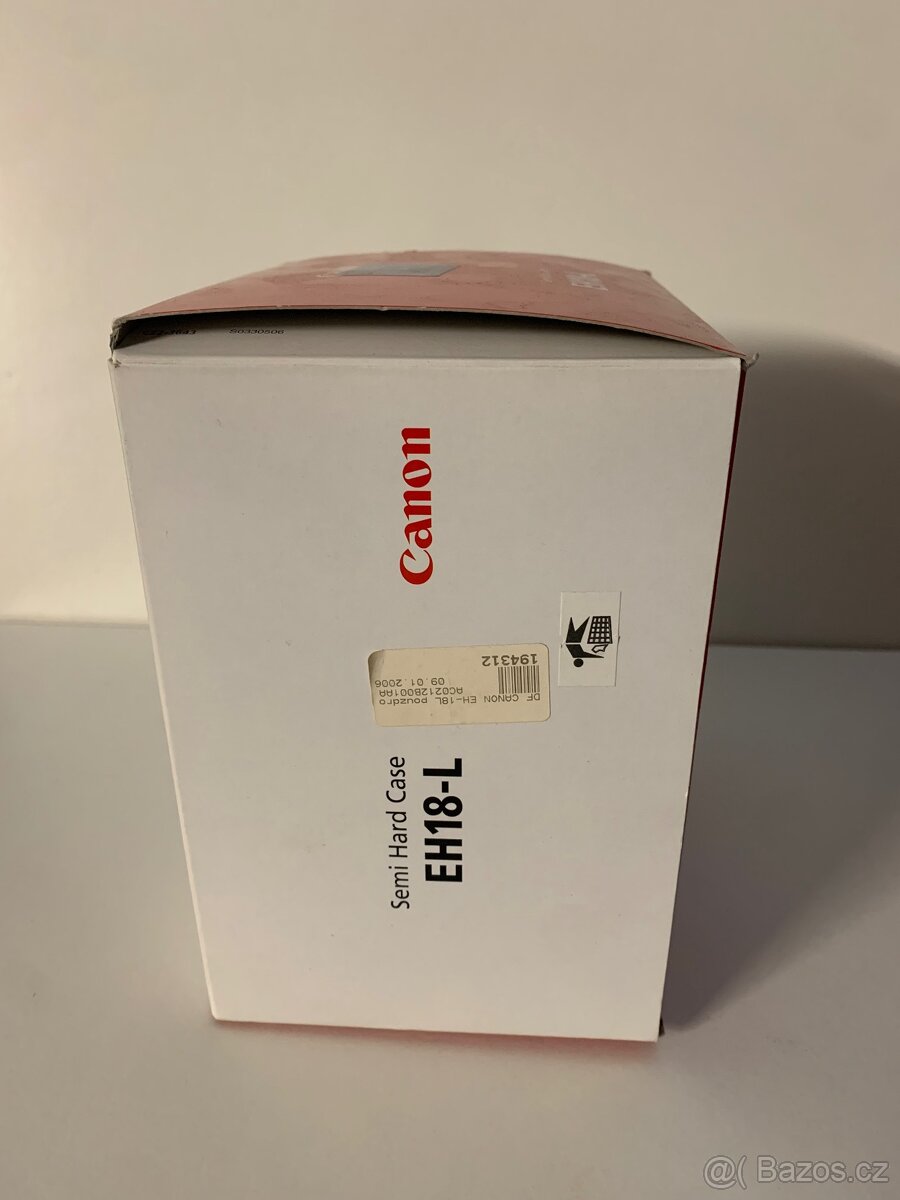 S0330506
Canon
Semi Hard Case
EH18-L
DF CANON EH-18L pouzdro
AC0212B001AA
09.01.2006
194312
@( Bazos.cz